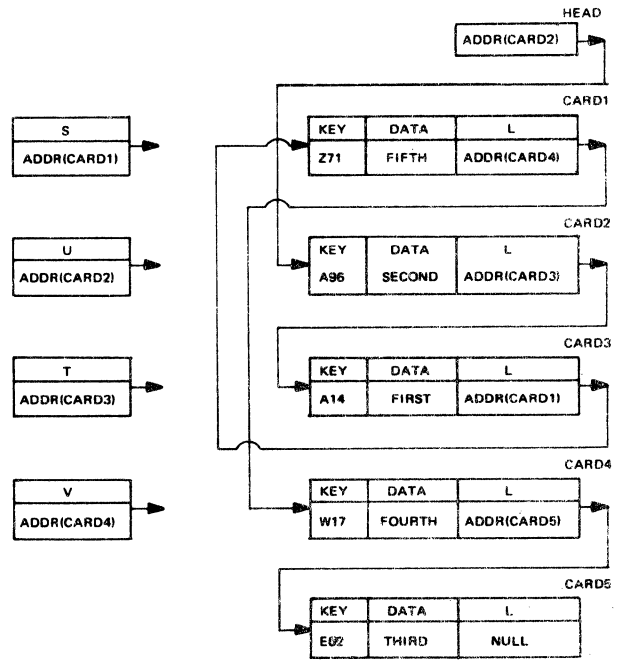 HEAD
ADDR(CARD2)
CARD1
S
ADDR(CARD1)
KEY DATA L
Z71 FIFTH ADDR(CARD4)
CARD2
U
ADDR(CARD2)
KEY DATA L
A96 SECOND ADDR(CARD3)
CARD3
T
ADDR(CARD3)
KEY DATA L
A14 FIRST ADDR(CARD1)
CARD4
V
ADDR(CARD4)
KEY DATA L
W17 FOURTH ADDR(CARD5)
CARD5
KEY DATA L
E02 THIRD NULL